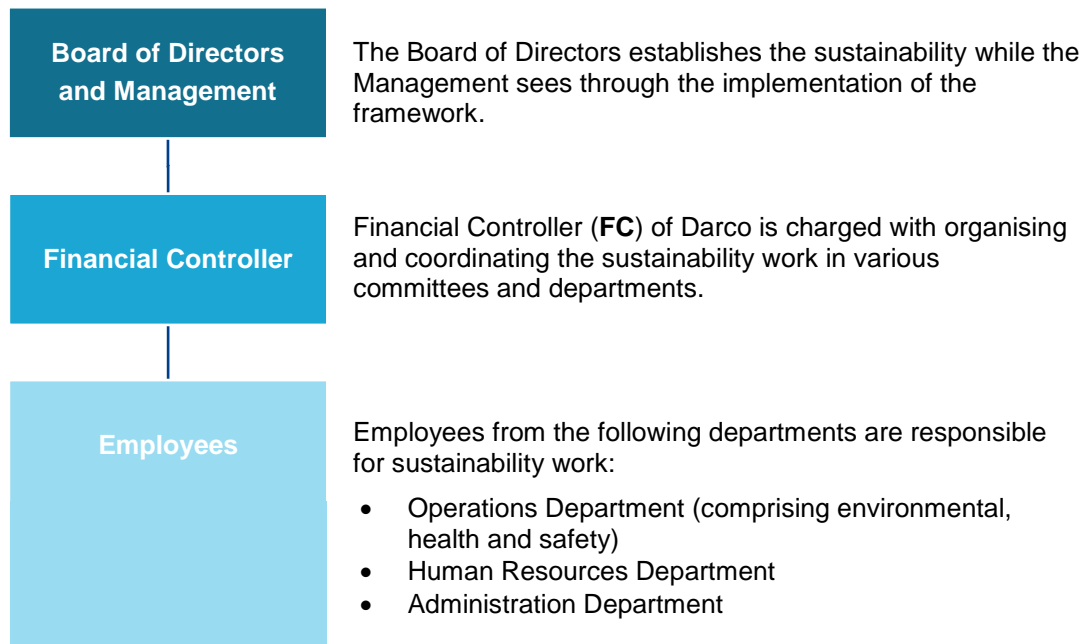 Board of Directors
and Management
The Board of Directors establishes the sustainability while the
Management sees through the implementation of the
framework.
Financial Controller
Financial Controller (FC) of Darco is charged with organising
and coordinating the sustainability work in various
committees and departments.
Employees
Employees from the following departments are responsible
for sustainability work:
• Operations Department (comprising environmental,
health and safety)
• Human Resources Department
• Administration Department